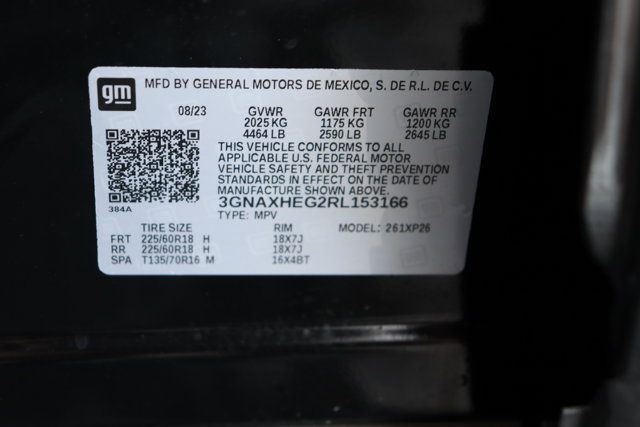 gm
MFD BY GENERAL MOTORS DE MEXICO, S. DE R.L. DE C.V.
08/23 GVWR GAWR FRT GAWR RR
2025 KG 1175 KG 1200 KG
4464 LB 2590 LB 2645 LB
THIS VEHICLE CONFORMS TO ALL
APPLICABLE U.S. FEDERAL MOTOR
VEHICLE SAFETY AND THEFT PREVENTION
STANDARDS IN EFFECT ON THE DATE OF
MANUFACTURE SHOWN ABOVE.
384A 3GNAXHEG2RL153166
TYPE: MPV
TIRE SIZE RIM MODEL: 261XP26
FRT 225/60R18 H 18X7J
RR 225/60R18 H 18X7J
SPA T135/70R16 M 16X4BT